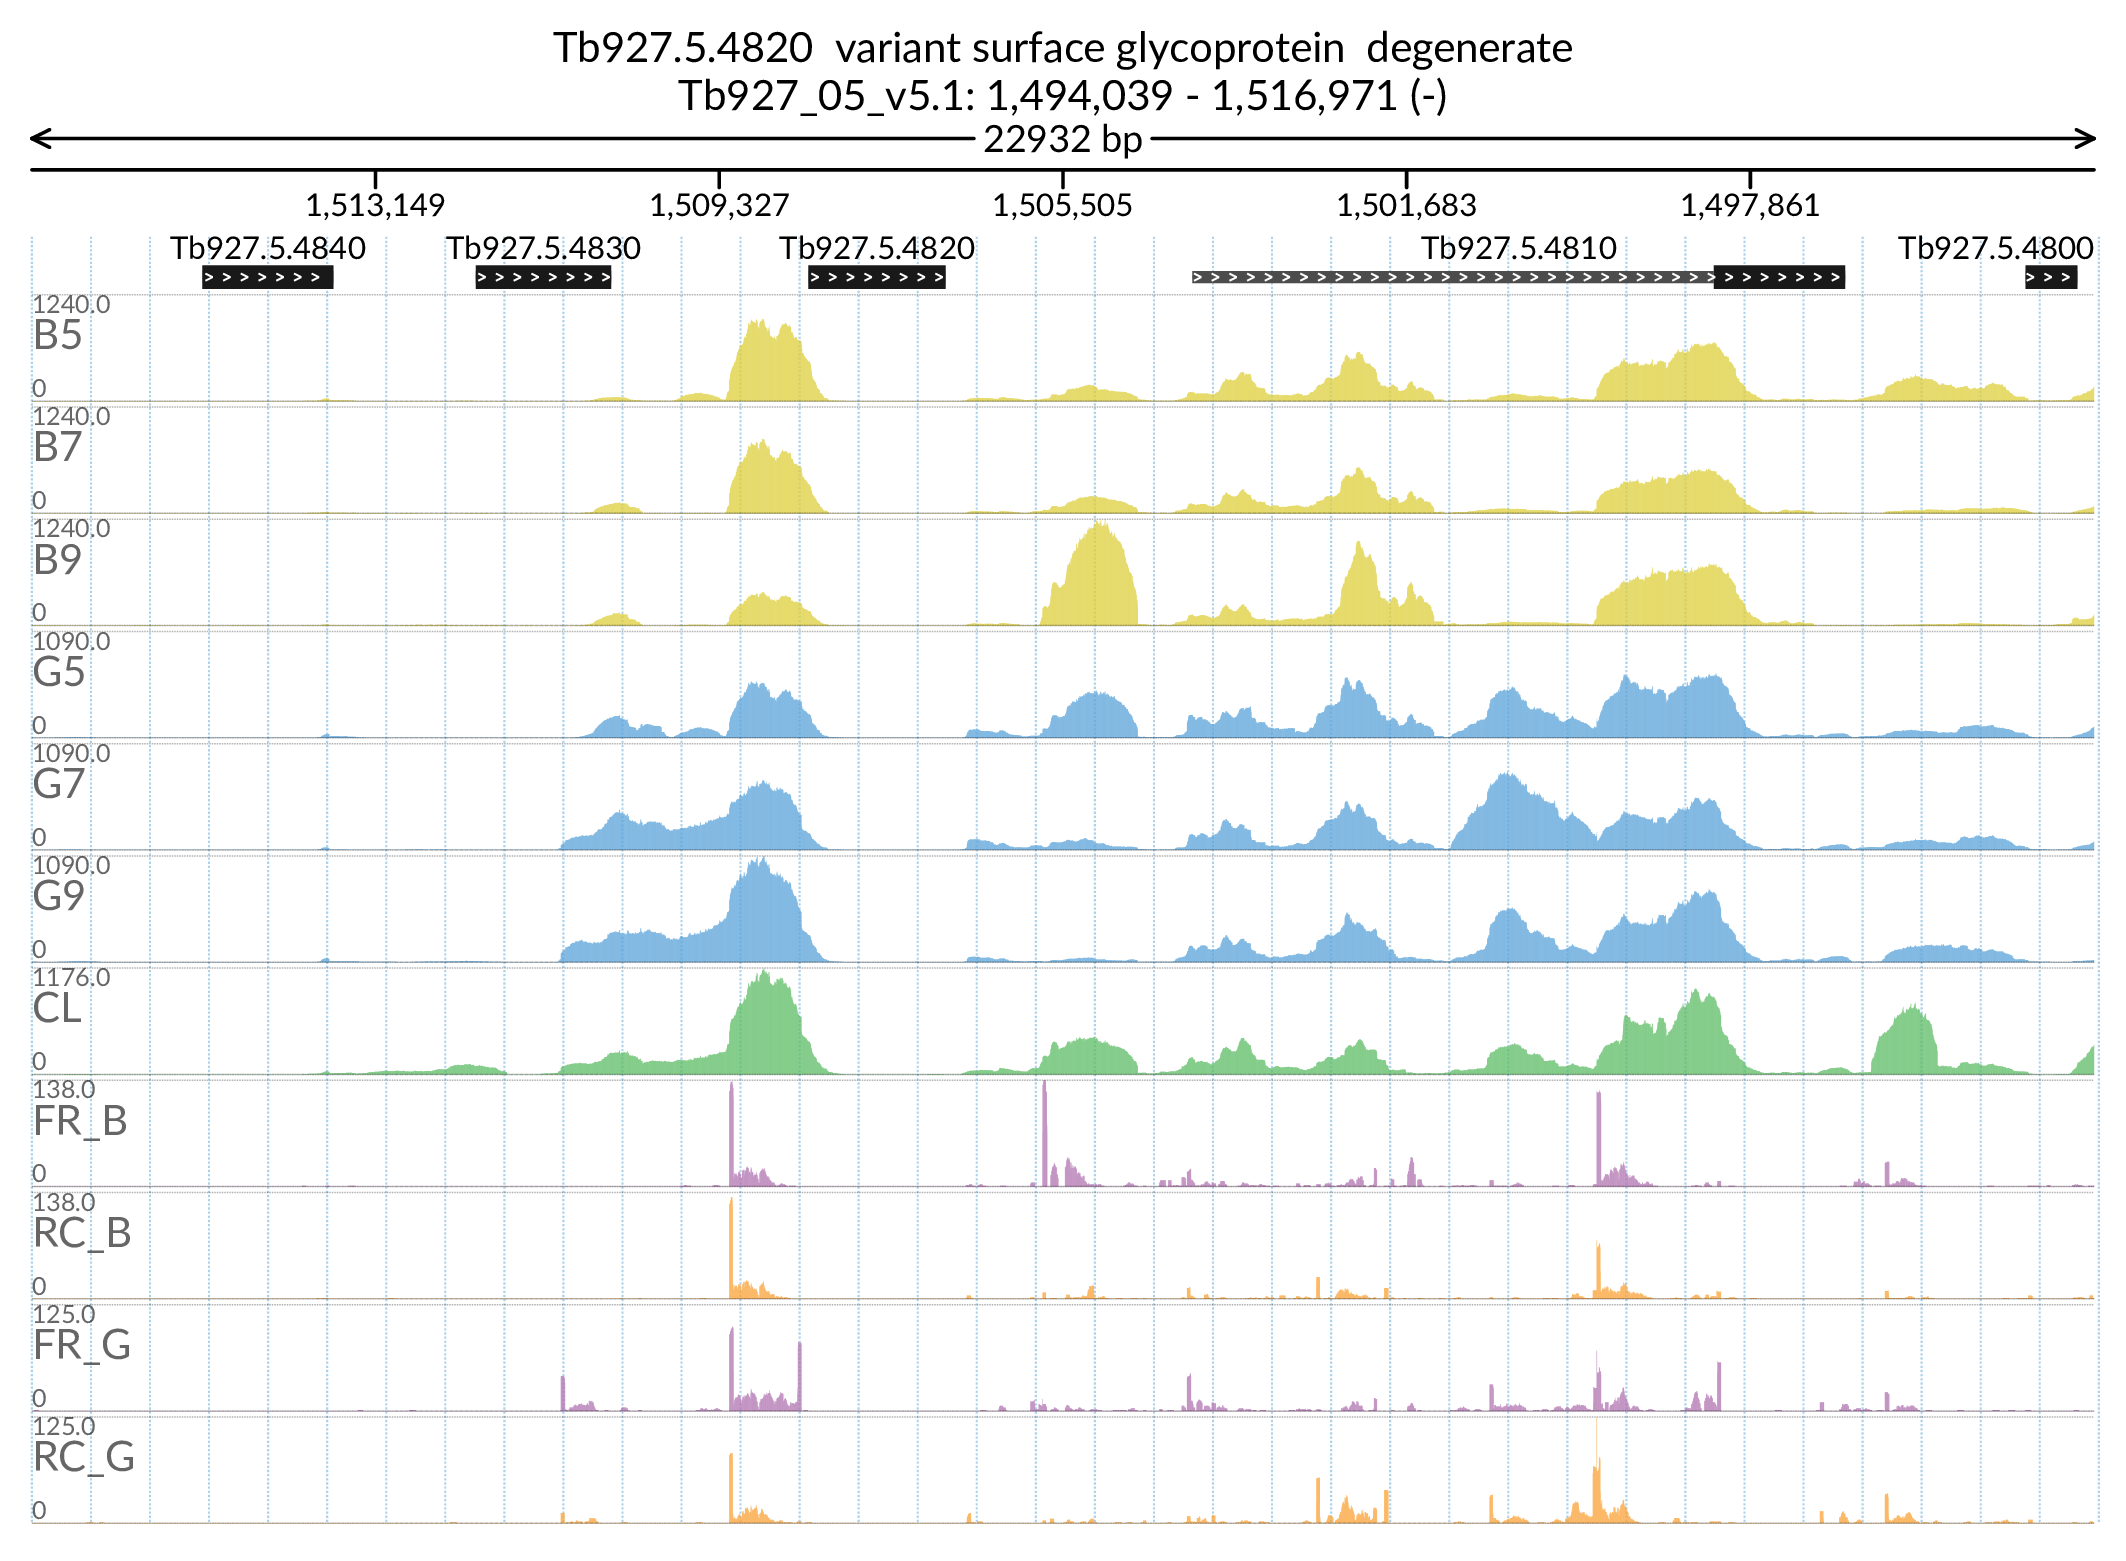 Tb927.5.4820  variant surface glycoprotein  degenerate
Tb927_05_v5.1: 1,494,039 - 1,516,971 (-)
22932 bp
1,513,149 1,509,327 1,505,505 1,501,683 1,497,861
Tb927.5.4840 Tb927.5.4830 Tb927.5.4820 Tb927.5.4810 Tb927.5.4800
1240.0
B5
0
1240.0
B7
0
1240.0
B9
0
1090.0
G5
0
1090.0
G7
0
1090.0
G9
0
1176.0
CL
0
138.0
FR_B
0
138.0
RC_B
0
125.0
FR_G
0
125.0
RC_G
0